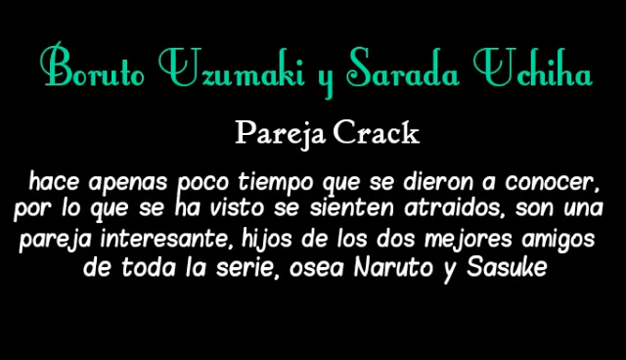 Boruto Uzumaki y Sarada Uchiha
Pareja Crack
hace apenas poco tiempo que se dieron a conocer,
por lo que se ha visto se sienten atraidos, son una
pareja interesante, hijos de los dos mejores amigos
de toda la serie, osea Naruto y Sasuke